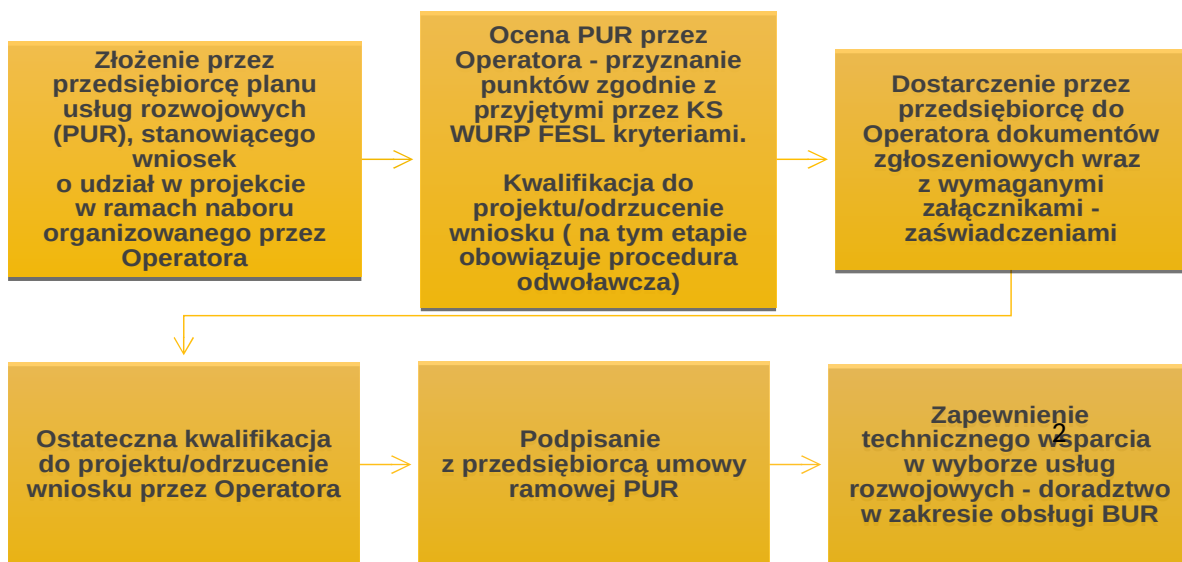 Złożenie przez
przedsiębiorcę planu
usług rozwojowych
(PUR), stanowiącego
wniosek
o udział w projekcie
w ramach naboru
organizowanego przez
Operatora
Ocena PUR przez
Operatora - przyznanie
punktów zgodnie z
przyjętymi przez KS
WURP FESL kryteriami.
Kwalifikacja do
projektu/odrzucenie
wniosku ( na tym etapie
obowiązuje procedura
odwoławcza)
Dostarczenie przez
przedsiębiorcę do
Operatora dokumentów
zgłoszeniowych wraz
z wymaganymi
załącznikami -
zaświadczeniami
Ostateczna kwalifikacja
do projektu/odrzucenie
wniosku przez Operatora
Podpisanie
z przedsiębiorcą umowy
ramowej PUR
Zapewnienie
technicznego wsparcia
w wyborze usług
rozwojowych - doradztwo
w zakresie obsługi BUR
2